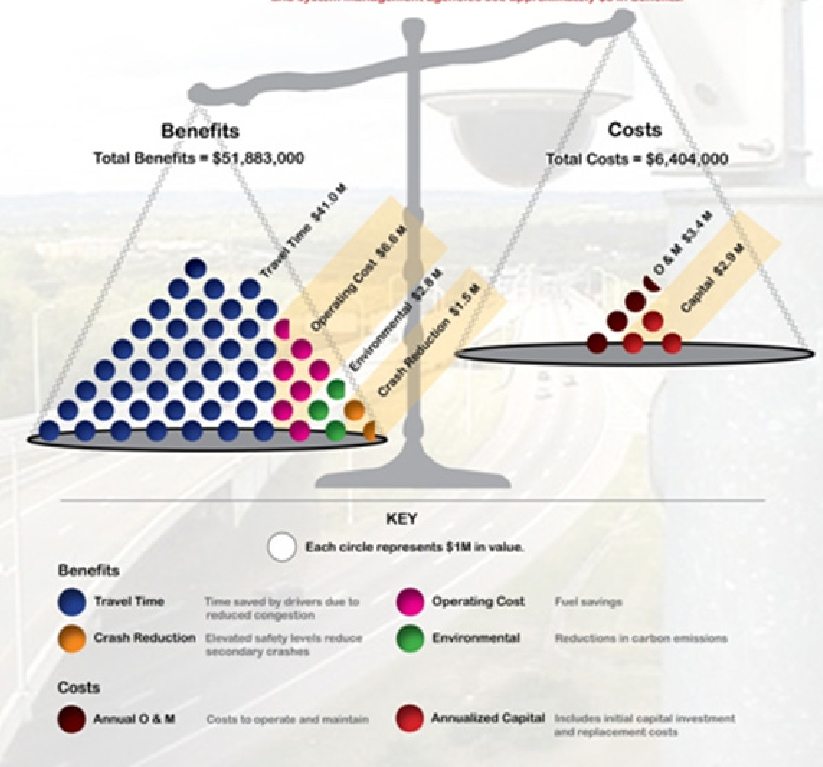 Benefits
Total Benefits = $51,883,000
Costs
Total Costs = $6,404,000
Travel Time $41.0 M
Operating Cost $6.6 M
Environmental $2.8 M
Crash Reduction $1.5 M
O & M $3.4 M
Capital $2.9 M
KEY
Each circle represents $1M in value.
Benefits
Travel Time Time saved by drivers due to
reduced congestion
Operating Cost Fuel savings
Crash Reduction Elevated safety levels reduce
secondary crashes
Environmental Reductions in carbon emissions
Costs
Annual O & M Costs to operate and maintain
Annualized Capital Includes initial capital investment
and replacement costs